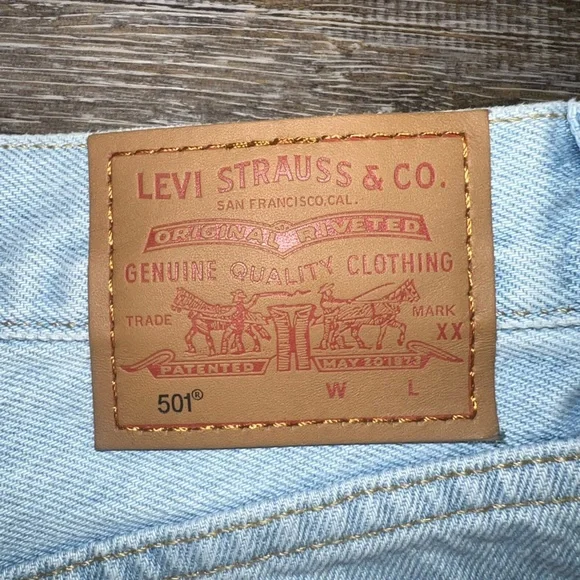 LEVI STRAUSS & CO.
SAN FRANCISCO, CAL.
ORIGINAL RIVETED
GENUINE QUALITY CLOTHING
TRADE MARK
XX
PATENTED MAY 20 1873
501® W L